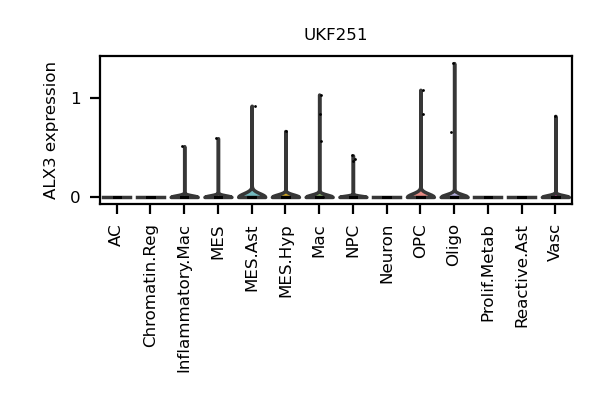 UKF251
ALX3 expression
1
0
AC
Chromatin.Reg
Inflammatory.Mac
MES
MES.Ast
MES.Hyp
Mac
NPC
Neuron
OPC
Oligo
Prolif.Metab
Reactive.Ast
Vasc